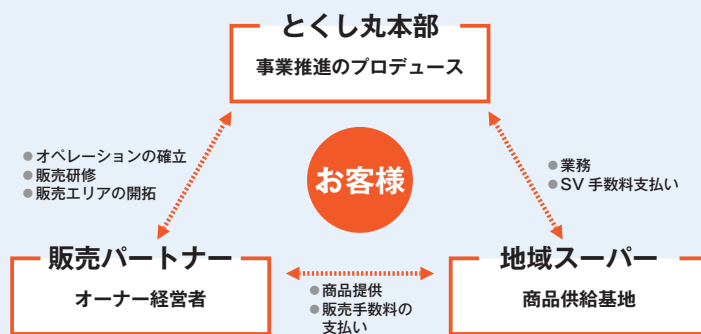 とくし丸本部
事業推進のプロデュース
●オペレーションの確立
●販売研修
●販売エリアの開拓
お客様
●業務
●SV 手数料支払い
販売パートナー
オーナー経営者
●商品提供
●販売手数料の
支払い
地域スーパー
商品供給基地